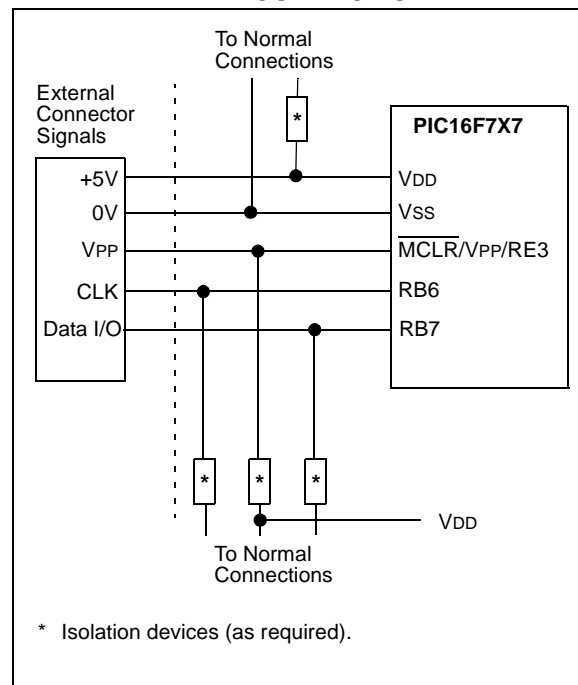 To Normal
Connections
External
Connector
Signals
*
PIC16F7X7
+5V
VDD
0V
VSS
VPP
MCLR/VPP/RE3
CLK
RB6
Data I/O
RB7
*
*
*
VDD
To Normal
Connections
* Isolation devices (as required).